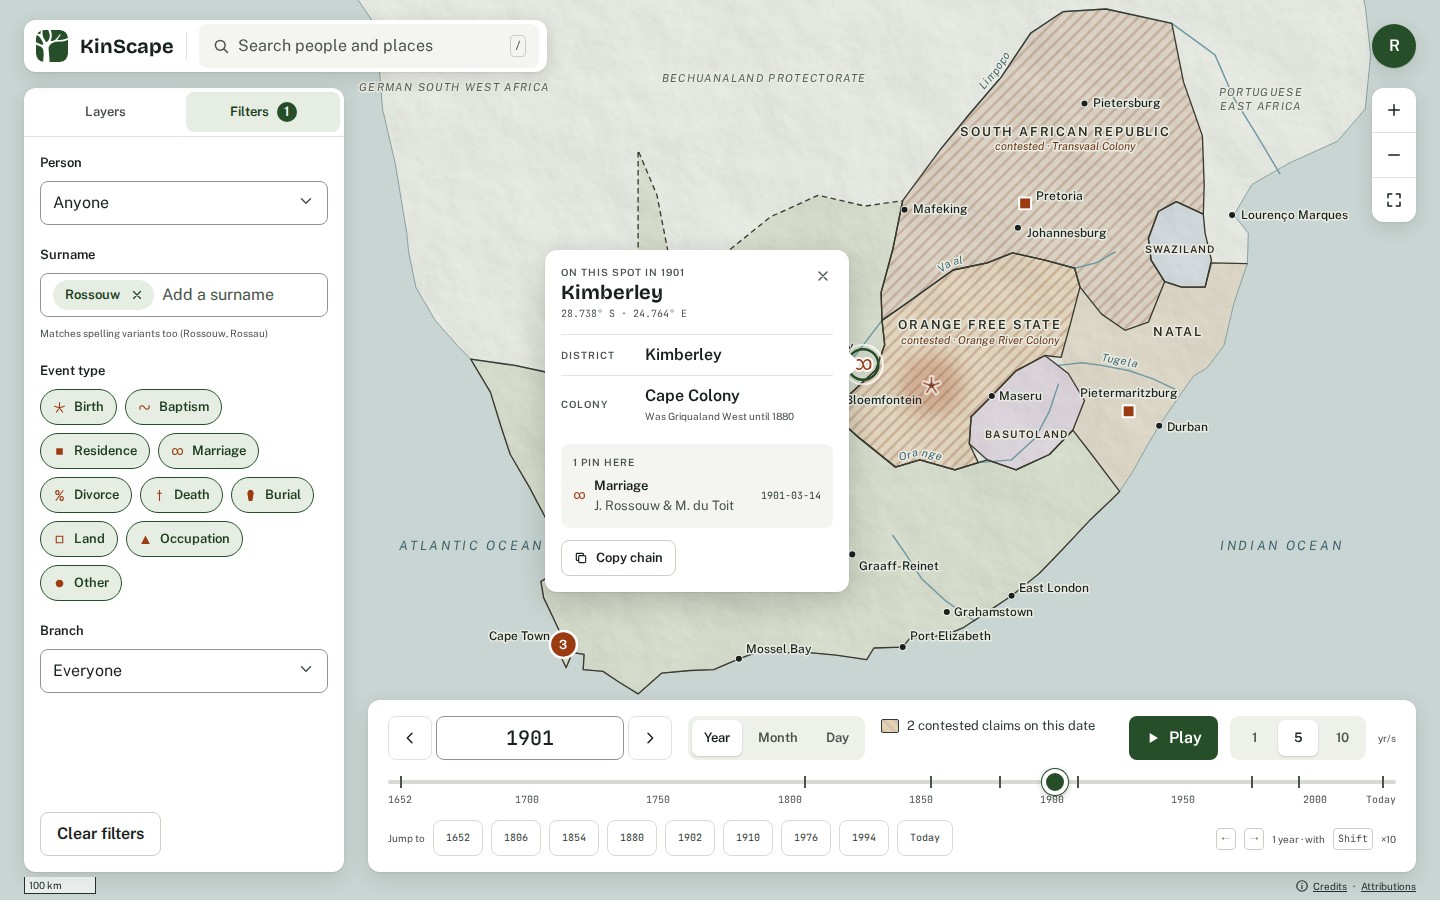 KinScape
Search people and places
/
R
Layers
Filters 1
Person
Anyone
Surname
Rossouw
Add a surname
Matches spelling variants too (Rossouw, Rossau)
Event type
Birth
Baptism
Residence
Marriage
Divorce
Death
Burial
Land
Occupation
Other
Branch
Everyone
Clear filters
100 km
GERMAN SOUTH WEST AFRICA
BECHUANALAND PROTECTORATE
Limpopo
Pietersburg
PORTUGUESE
EAST AFRICA
SOUTH AFRICAN REPUBLIC
contested · Transvaal Colony
Pretoria
Mafeking
Johannesburg
Lourenço Marques
SWAZILAND
Vaal
ORANGE FREE STATE
contested · Orange River Colony
NATAL
Tugela
Bloemfontein
Maseru
Pietermaritzburg
Durban
BASUTOLAND
Orange
ATLANTIC OCEAN
INDIAN OCEAN
Graaff-Reinet
East London
Grahamstown
Cape Town
3
Mossel Bay
Port Elizabeth
ON THIS SPOT IN 1901
Kimberley
28.738° S · 24.764° E
DISTRICT
Kimberley
COLONY
Cape Colony
Was Griqualand West until 1880
1 PIN HERE
Marriage
J. Rossouw & M. du Toit
1901-03-14
Copy chain
1901
Year
Month
Day
2 contested claims on this date
Play
1
5
10
yr/s
1652
1700
1750
1800
1850
1900
1950
2000
Today
Jump to
1652
1806
1854
1880
1902
1910
1976
1994
Today
← → 1 year · with Shift ×10
Credits · Attributions